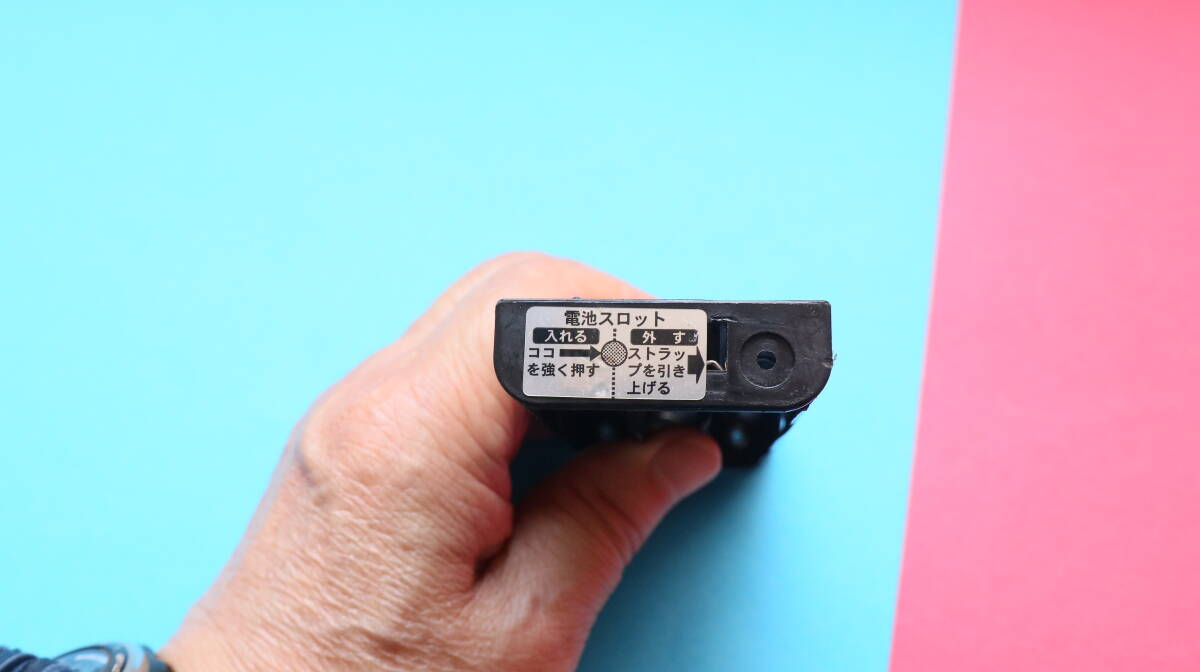 電池スロット
入れる
ココ
を強く押す
外す
ストラッ
プを引き
上げる